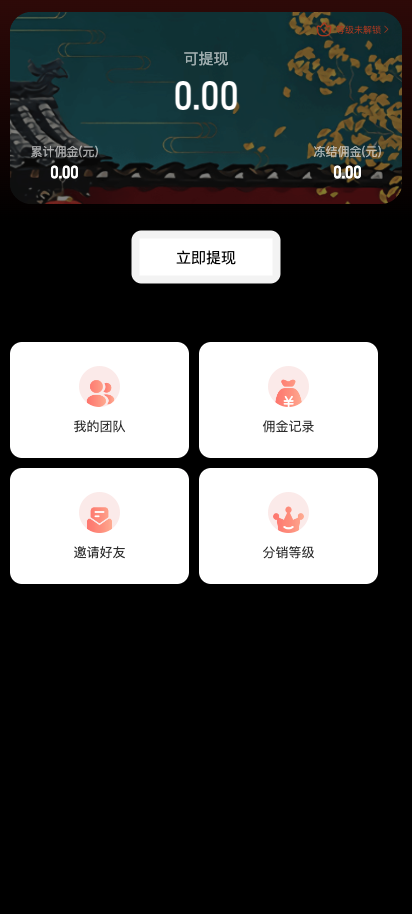 等级未解锁
可提现
0.00
累计佣金(元)
冻结佣金(元)
0.00
0.00
立即提现
我的团队
佣金记录
邀请好友
分销等级